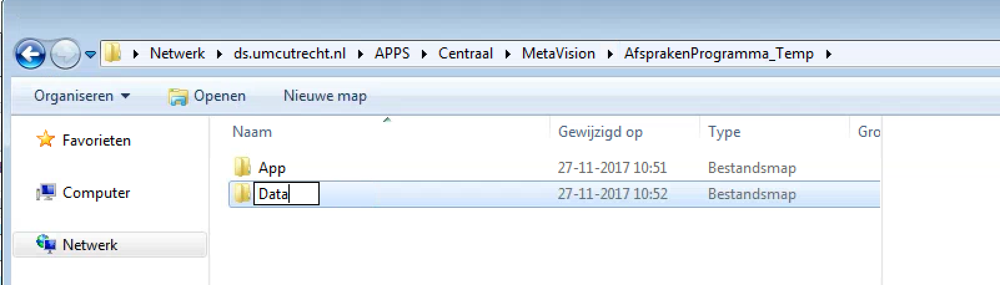 Netwerk ds.umcutrecht.nl APPS Centraal MetaVision AfsprakenProgramma_Temp
Organiseren Openen Nieuwe map
Naam Gewijzigd op Type Gro
Favorieten
App 27-11-2017 10:51 Bestandsmap
Data 27-11-2017 10:52 Bestandsmap
Computer
Netwerk